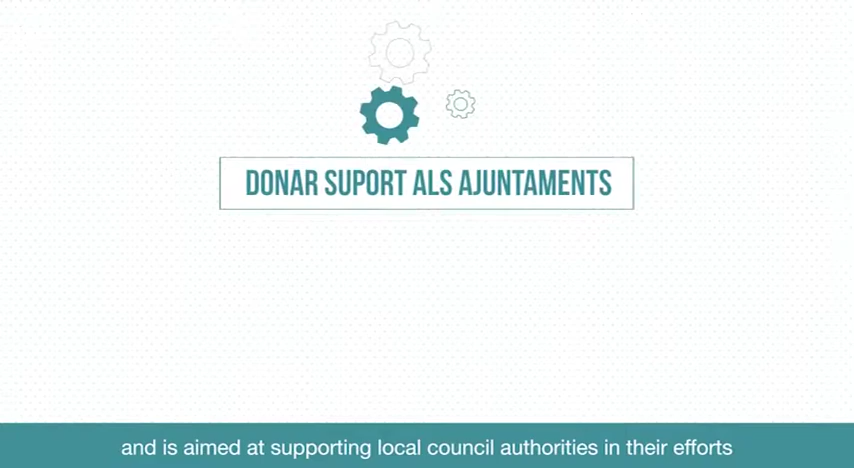 DONAR SUPORT ALS AJUNTAMENTS
and is aimed at supporting local council authorities in their efforts